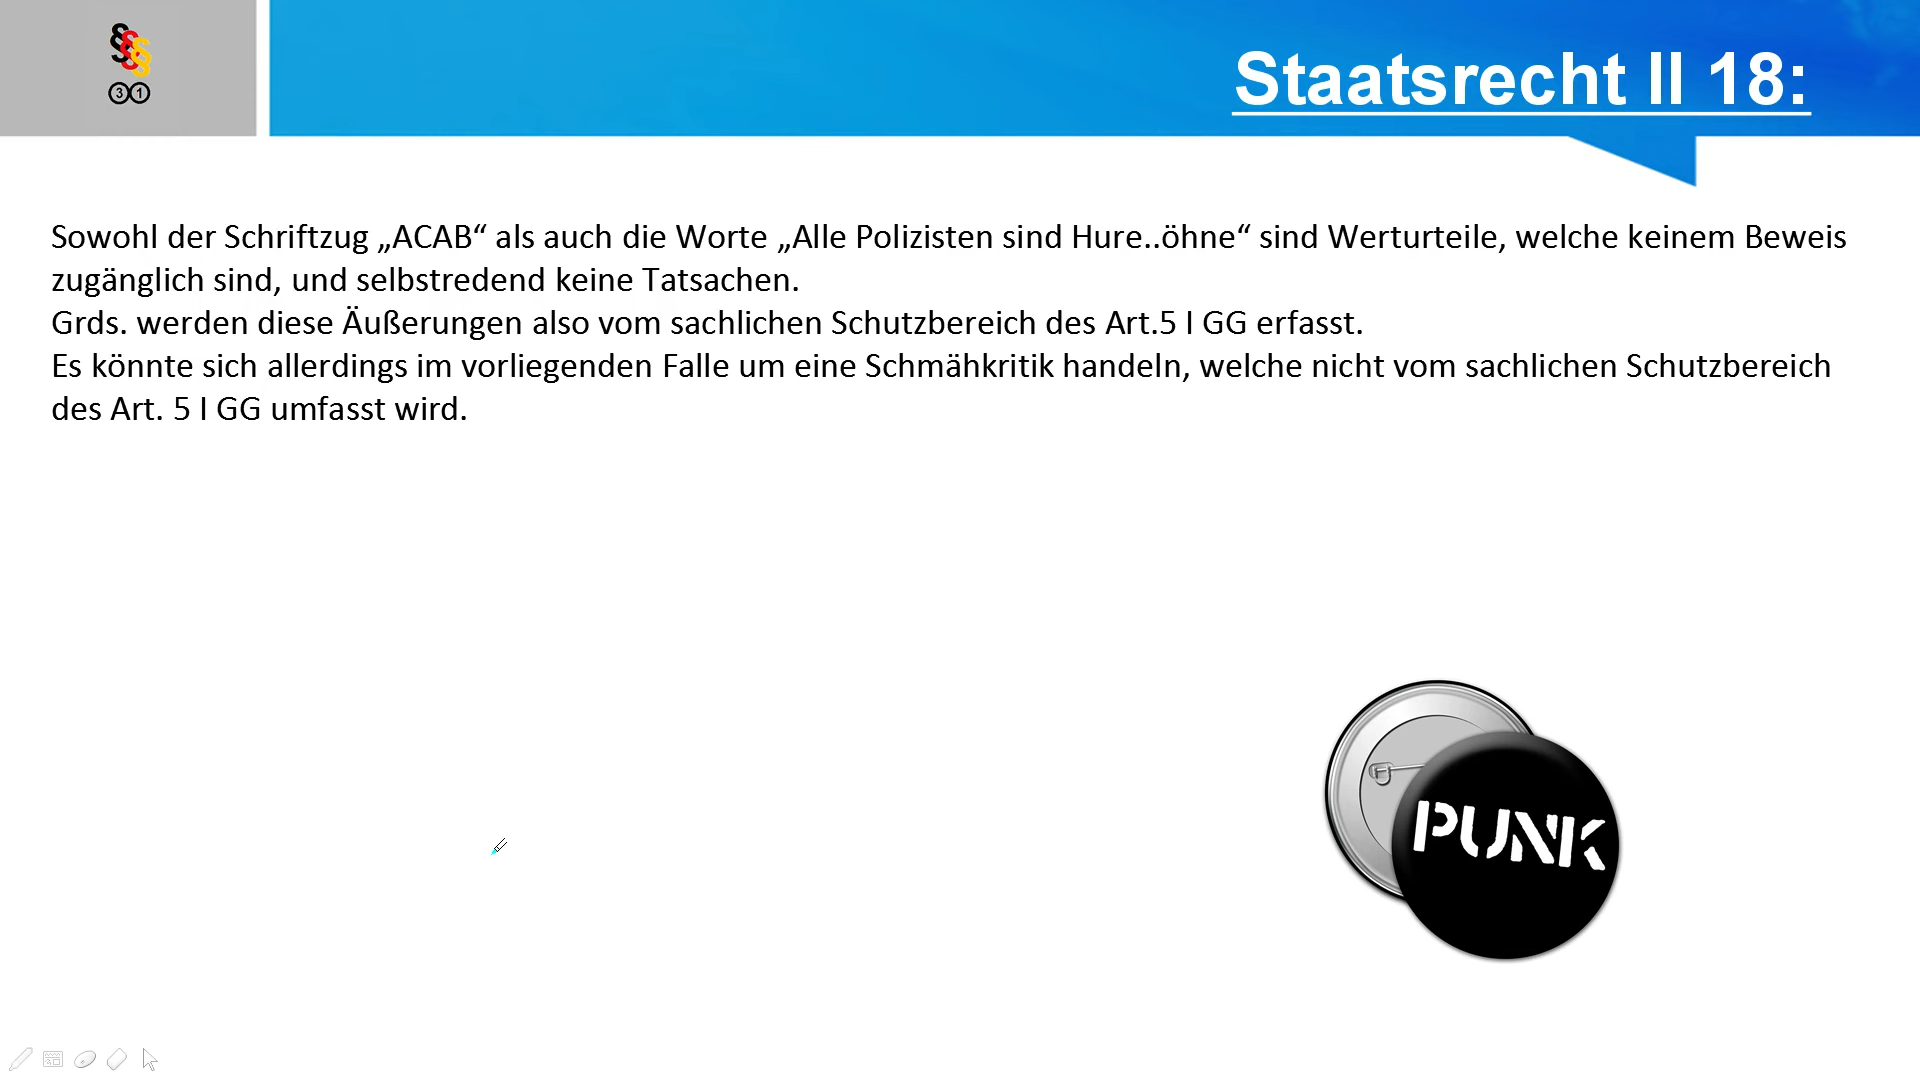 §§§
31
Staatsrecht II 18:
Sowohl der Schriftzug „ACAB“ als auch die Worte „Alle Polizisten sind Hure..öhne“ sind Werturteile, welche keinem Beweis
zugänglich sind, und selbstredend keine Tatsachen.
Grds. werden diese Äußerungen also vom sachlichen Schutzbereich des Art.5 I GG erfasst.
Es könnte sich allerdings im vorliegenden Falle um eine Schmähkritik handeln, welche nicht vom sachlichen Schutzbereich
des Art. 5 I GG umfasst wird.
PUNK